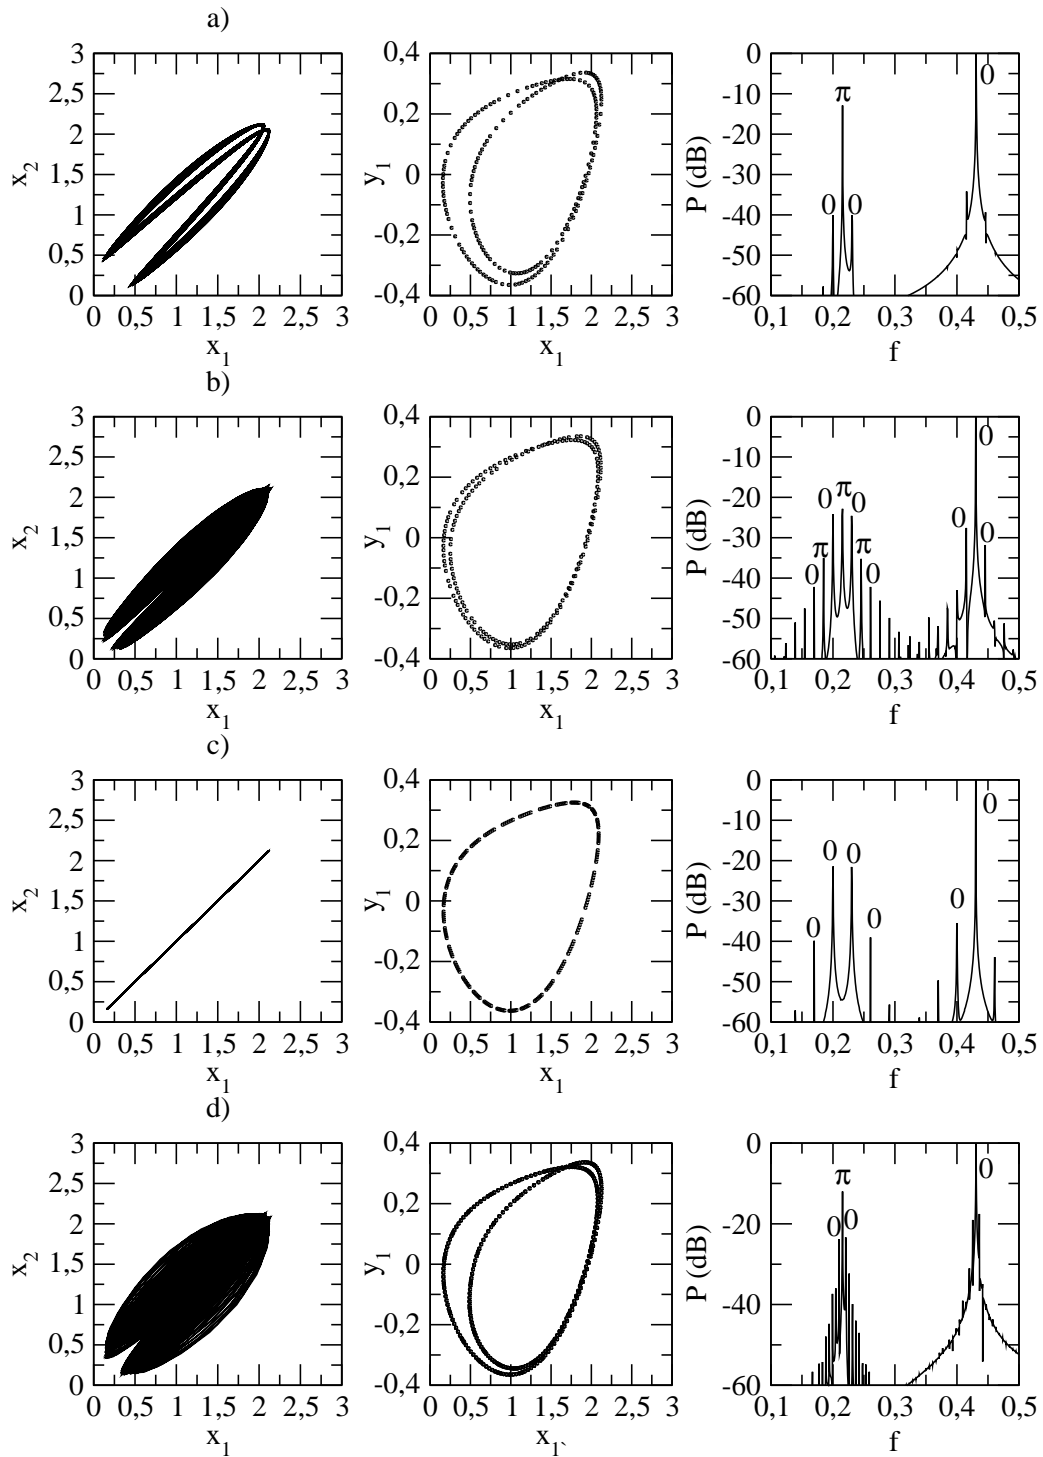 a)
3
2,5
2
1,5
1
0,5
0
x2
0 0,5 1 1,5 2 2,5 3
x1
0,4
0,2
0
-0,2
-0,4
y1
0 0,5 1 1,5 2 2,5 3
x1
0
-10
-20
-30
-40
-50
-60
P (dB)
0 π 0 0
0,1 0,2 0,3 0,4 0,5
f
b)
3
2,5
2
1,5
1
0,5
0
x2
0 0,5 1 1,5 2 2,5 3
x1
0,4
0,2
0
-0,2
-0,4
y1
0 0,5 1 1,5 2 2,5 3
x1
0
-10
-20
-30
-40
-50
-60
P (dB)
0 π 0 π 0 π 0 0 0 0
0,1 0,2 0,3 0,4 0,5
f
c)
3
2,5
2
1,5
1
0,5
0
x2
0 0,5 1 1,5 2 2,5 3
x1
0,4
0,2
0
-0,2
-0,4
y1
0 0,5 1 1,5 2 2,5 3
x1
0
-10
-20
-30
-40
-50
-60
P (dB)
0 0 0 0 0 0
0,1 0,2 0,3 0,4 0,5
f
d)
3
2,5
2
1,5
1
0,5
0
x2
0 0,5 1 1,5 2 2,5 3
x1
0,4
0,2
0
-0,2
-0,4
y1
0 0,5 1 1,5 2 2,5 3
x1`
0
-20
-40
-60
P (dB)
0 π 0 0
0,1 0,2 0,3 0,4 0,5
f